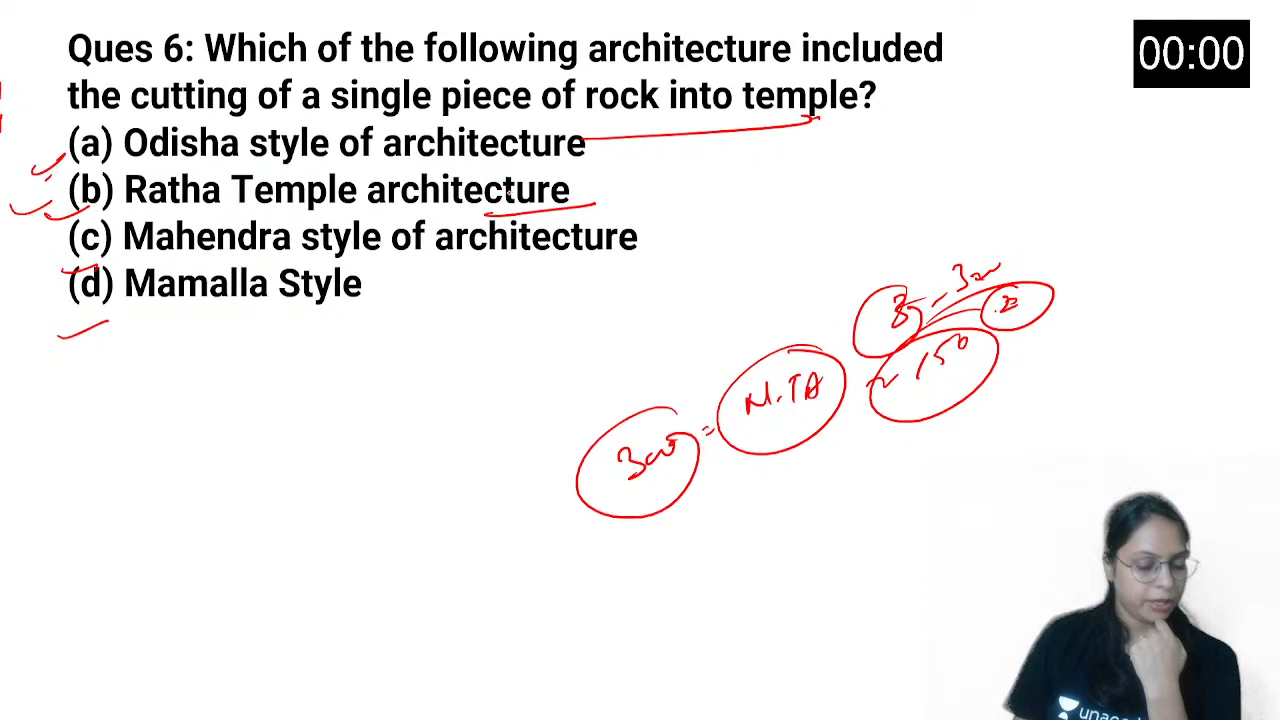 00:00
Ques 6: Which of the following architecture included
the cutting of a single piece of rock into temple?
(a) Odisha style of architecture
(b) Ratha Temple architecture
(c) Mahendra style of architecture
(d) Mamalla Style
= N.TA
150